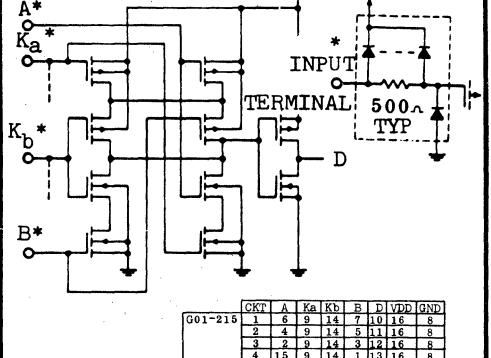 A*
Ka*
*
INPUT
TERMINAL
500Ω
TYP
Kb*
D
B*
CKT A Ka Kb B D VDD GND
G01-215 1 6 9 14 7 10 16 8
2 4 9 14 5 11 16 8
3 2 9 14 3 12 16 8
4 15 9 14 1 13 16 8